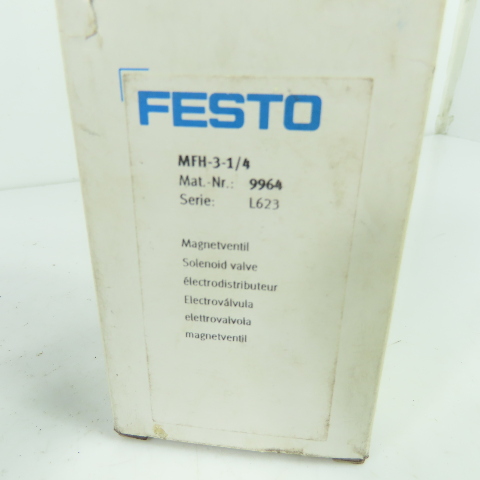 FESTO
MFH-3-1/4
Mat.-Nr.: 9964
Serie: L623
Magnetventil
Solenoid valve
électrodistributeur
Electroválvula
elettrovalvola
magnetventil